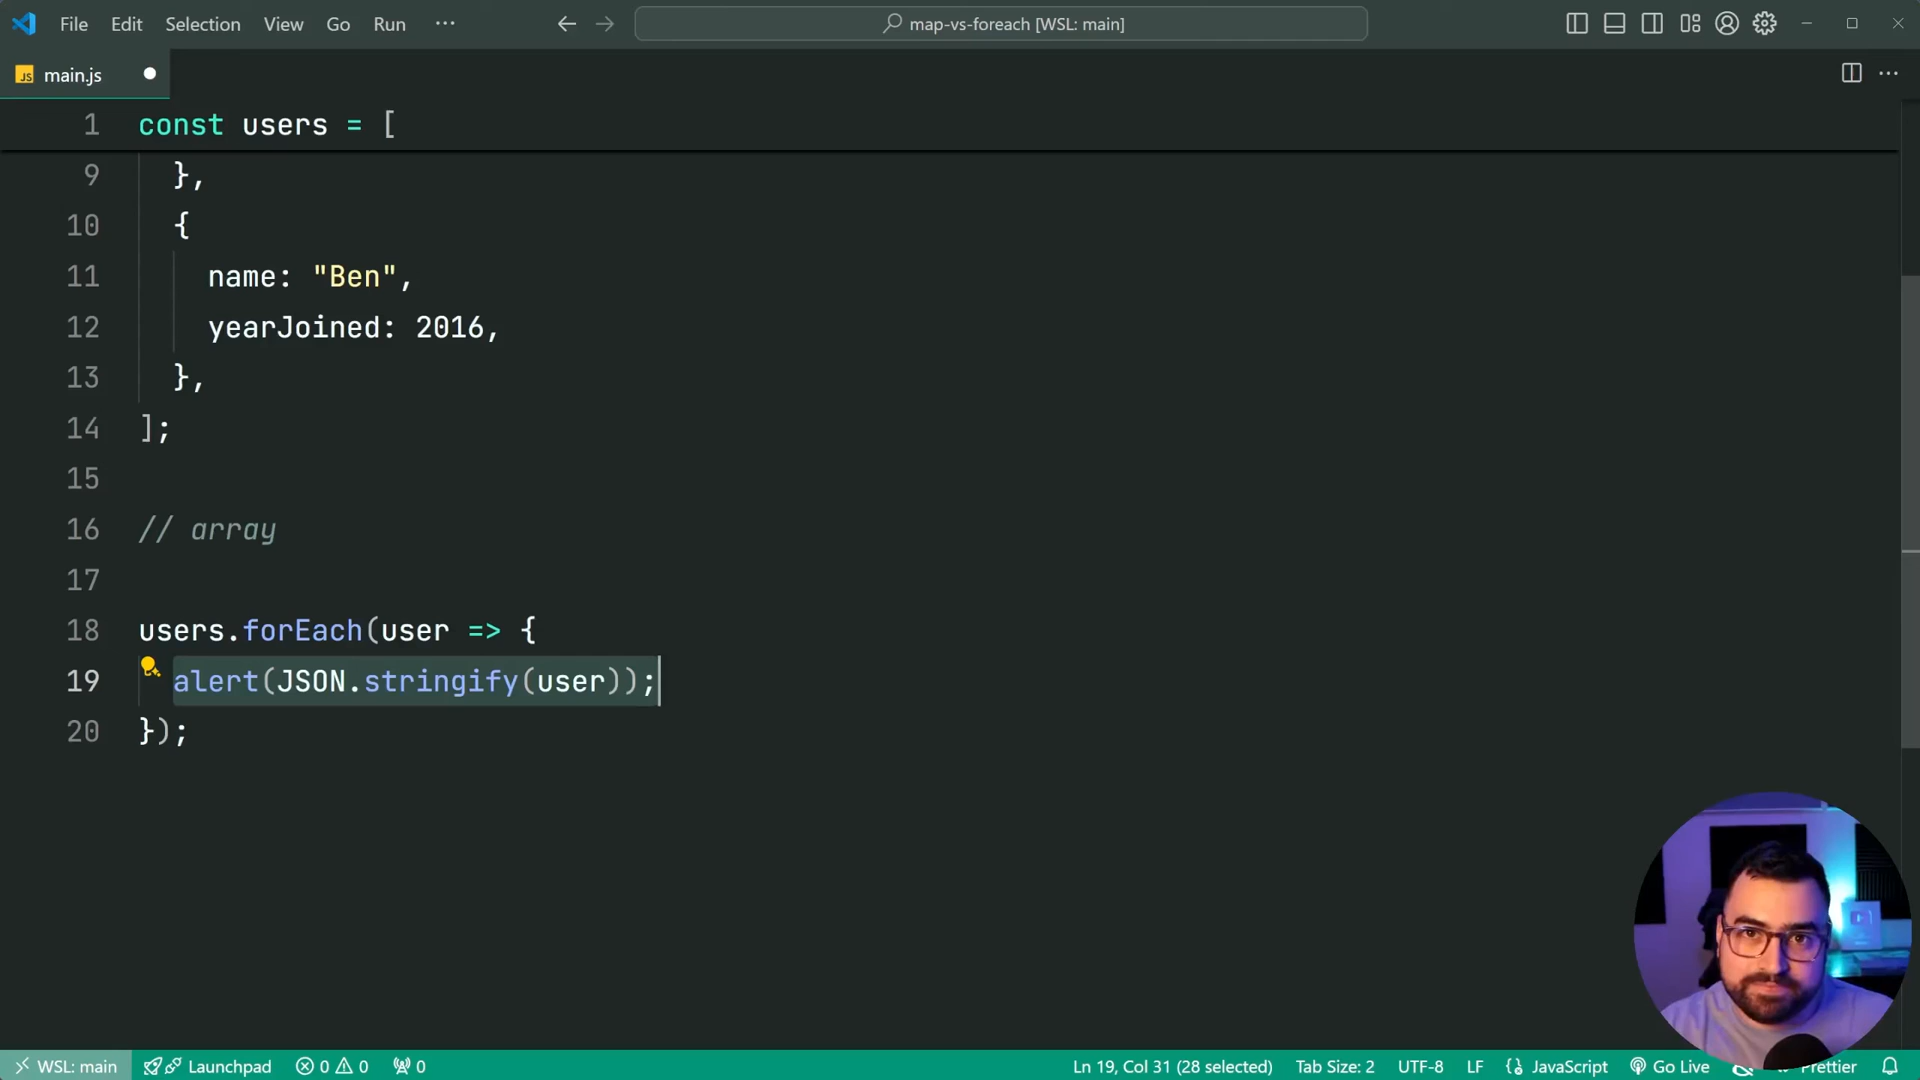 File Edit Selection View Go Run ··· ← → map-vs-foreach [WSL: main]
JS main.js
1 const users = [
9 },
10 {
11 name: "Ben",
12 yearJoined: 2016,
13 },
14 ];
15
16 // array
17
18 users.forEach(user => {
19 alert(JSON.stringify(user));
20 });
WSL: main Launchpad 0 0 0 Ln 19, Col 31 (28 selected) Tab Size: 2 UTF-8 LF {} JavaScript Go Live Prettier